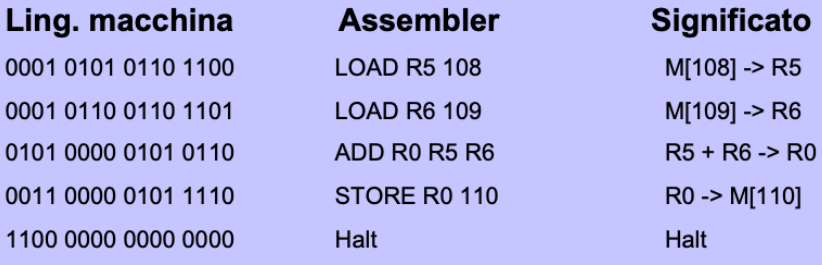 Ling. macchina Assembler Significato
0001 0101 0110 1100 LOAD R5 108 M[108] -> R5
0001 0110 0110 1101 LOAD R6 109 M[109] -> R6
0101 0000 0101 0110 ADD R0 R5 R6 R5 + R6 -> R0
0011 0000 0101 1110 STORE R0 110 R0 -> M[110]
1100 0000 0000 0000 Halt Halt